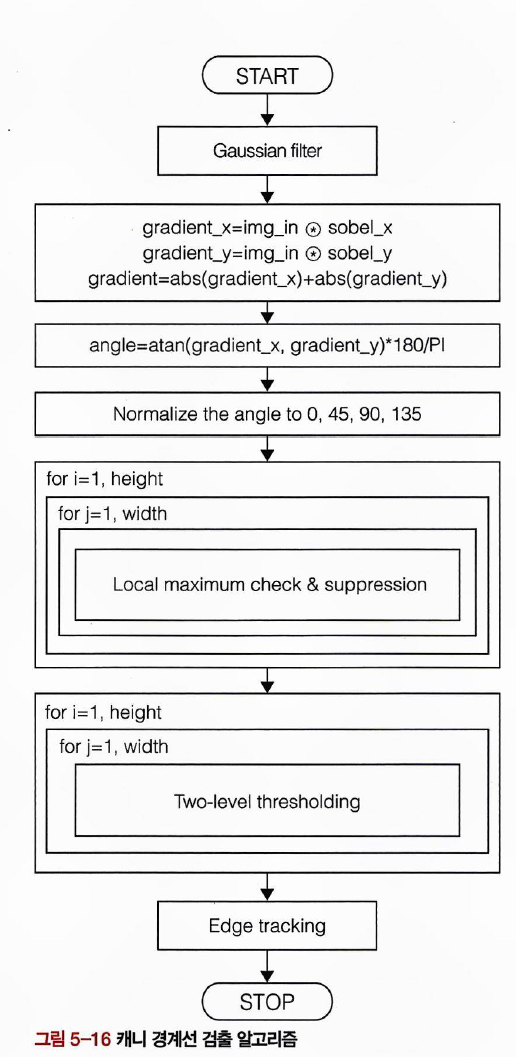 START
Gaussian filter
gradient_x=img_in ⊛ sobel_x
gradient_y=img_in ⊛ sobel_y
gradient=abs(gradient_x)+abs(gradient_y)
angle=atan(gradient_x, gradient_y)*180/PI
Normalize the angle to 0, 45, 90, 135
for i=1, height
for j=1, width
Local maximum check & suppression
for i=1, height
for j=1, width
Two-level thresholding
Edge tracking
STOP
그림 5-16 캐니 경계선 검출 알고리즘